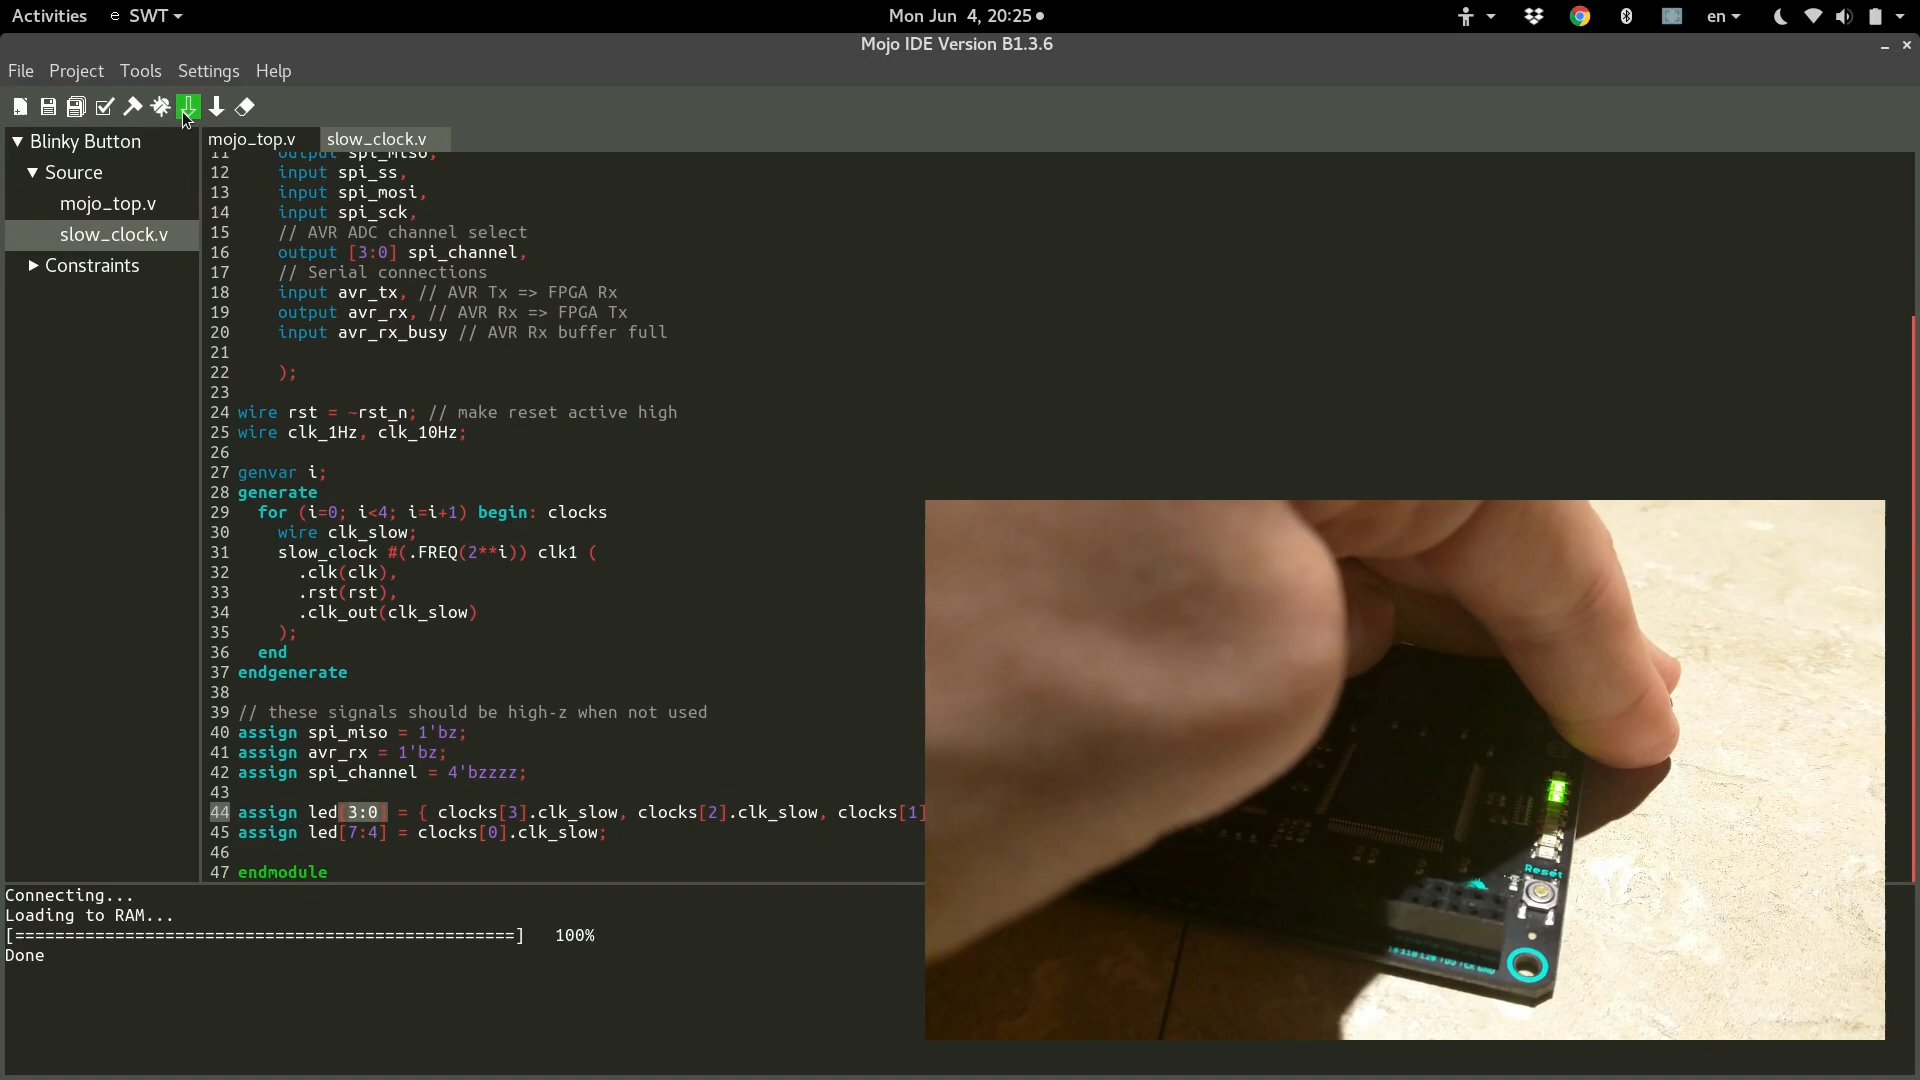 Activities
SWT
Mon Jun 4, 20:25
en
Mojo IDE Version B1.3.6
File Project Tools Settings Help
Blinky Button
Source
mojo_top.v
slow_clock.v
Constraints
mojo_top.v slow_clock.v
11 output spi_miso,
12 input spi_ss,
13 input spi_mosi,
14 input spi_sck,
15 // AVR ADC channel select
16 output [3:0] spi_channel,
17 // Serial connections
18 input avr_tx, // AVR Tx => FPGA Rx
19 output avr_rx, // AVR Rx => FPGA Tx
20 input avr_rx_busy // AVR Rx buffer full
21
22 );
23
24 wire rst = ~rst_n; // make reset active high
25 wire clk_1Hz, clk_10Hz;
26
27 genvar i;
28 generate
29 for (i=0; i<4; i=i+1) begin: clocks
30 wire clk_slow;
31 slow_clock #(.FREQ(2**i)) clk1 (
32 .clk(clk),
33 .rst(rst),
34 .clk_out(clk_slow)
35 );
36 end
37 endgenerate
38
39 // these signals should be high-z when not used
40 assign spi_miso = 1'bz;
41 assign avr_rx = 1'bz;
42 assign spi_channel = 4'bzzzz;
43
44 assign led[3:0] = { clocks[3].clk_slow, clocks[2].clk_slow, clocks[1]
45 assign led[7:4] = clocks[0].clk_slow;
46
47 endmodule
Connecting...
Loading to RAM...
[==================================================] 100%
Done
Reset